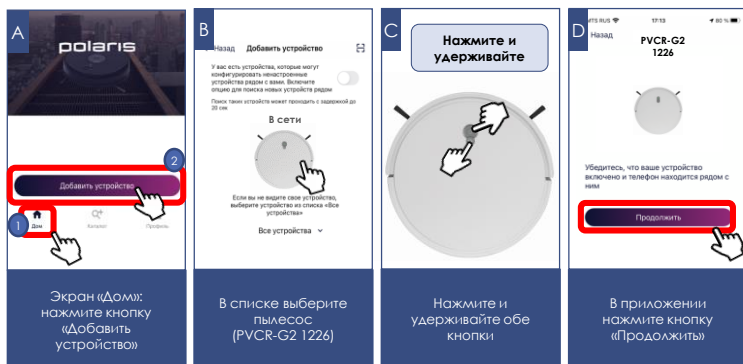 A
polaris
2
Добавить устройство
1
Дом
Каталог
Профиль
Экран «Дом»:
нажмите кнопку
«Добавить
устройство»
B
Назад
Добавить устройство
У вас есть устройства, которые могут
конфигурировать ненастроенные
устройства рядом с вами. Включите
опцию для поиска новых устройств рядом
Поиск таких устройств может проходить с задержкой до
20 сек
В сети
Если вы не видите свое устройство,
выберите устройство из списка «Все
устройства»
Все устройства
В списке выберите
пылесос
(PVCR-G2 1226)
C
Нажмите и
удерживайте
Нажмите и
удерживайте обе
кнопки
D
MTS RUS
17:13
80 %
Назад
PVCR-G2
1226
Убедитесь, что ваше устройство
включено и телефон находится рядом с
ним
Продолжить
В приложении
нажмите кнопку
«Продолжить»